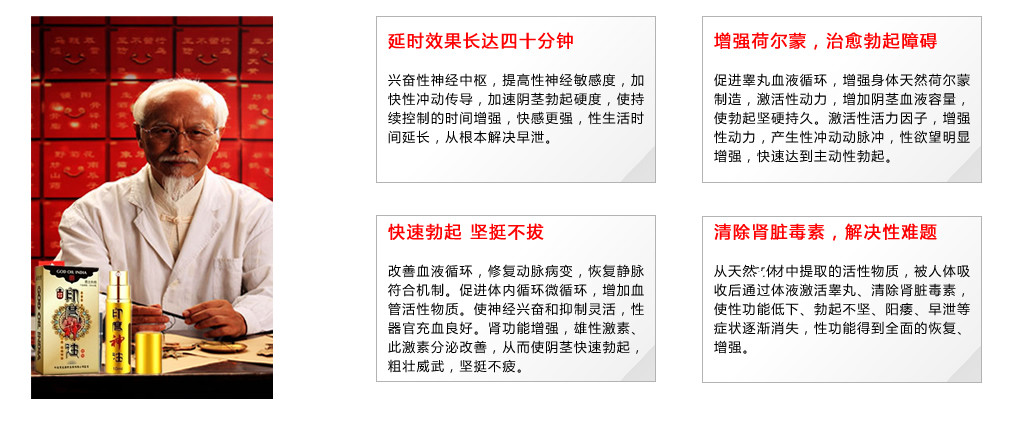 延时效果长达四十分钟
兴奋性神经中枢，提高性神经敏感度，加
快性冲动传导，加速阴茎勃起硬度，使持
续控制的时间增强，快感更强，性生活时
间延长，从根本解决早泄。
增强荷尔蒙，治愈勃起障碍
促进睾丸血液循环，增强身体天然荷尔蒙
制造，激活性动力，增加阴茎血液容量，
使勃起坚硬持久。激活性活力因子，增强
性动力，产生性冲动动脉冲，性欲望明显
增强，快速达到主动性勃起。
快速勃起 坚挺不拔
改善血液循环，修复动脉病变，恢复静脉
符合机制。促进体内循环微循环，增加血
管活性物质。使神经兴奋和抑制灵活，性
器官充血良好。肾功能增强，雄性激素、
此激素分泌改善，从而使阴茎快速勃起，
粗壮威武，坚挺不疲。
清除肾脏毒素，解决性难题
从天然材中提取的活性物质，被人体吸
收后通过体液激活睾丸、清除肾脏毒素，
使性功能低下、勃起不坚、阳痿、早泄等
症状逐渐消失，性功能得到全面的恢复、
增强。
GOD OIL INDIA
印度神油
印度神油